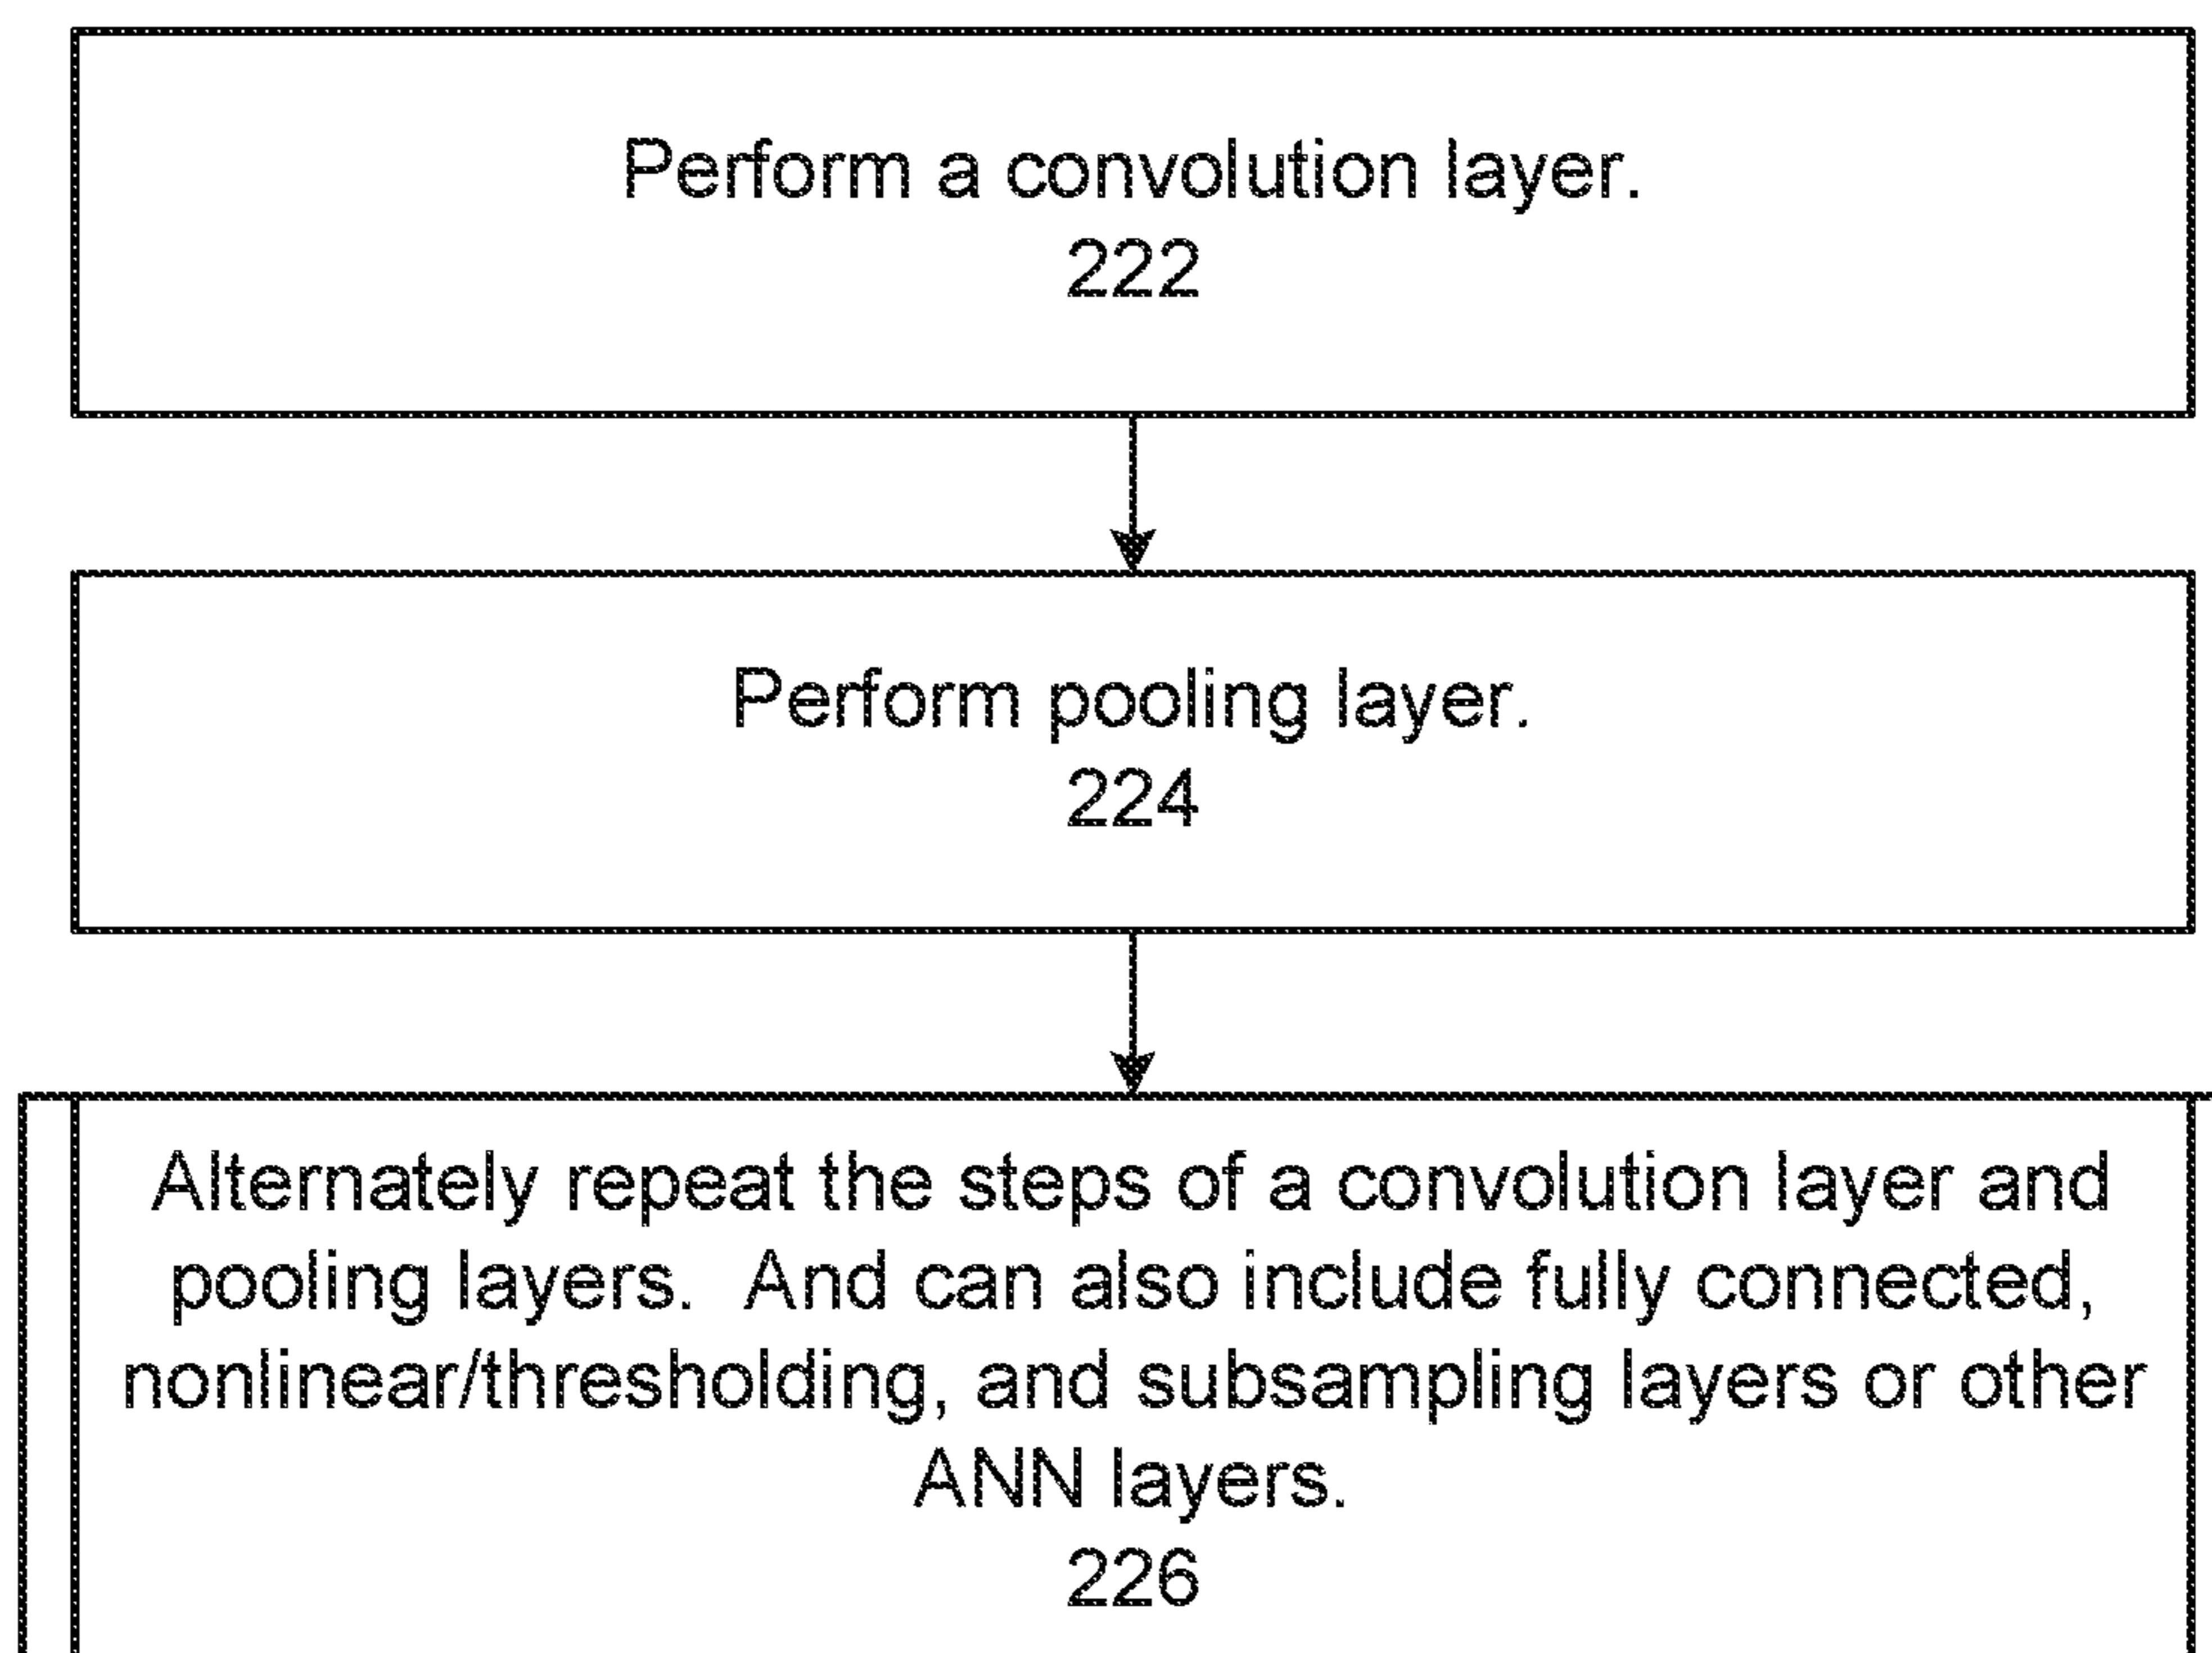 Perform a convolution layer.
222
Perform pooling layer.
224
Alternately repeat the steps of a convolution layer and
pooling layers.  And can also include fully connected,
nonlinear/thresholding, and subsampling layers or other
ANN layers.
226